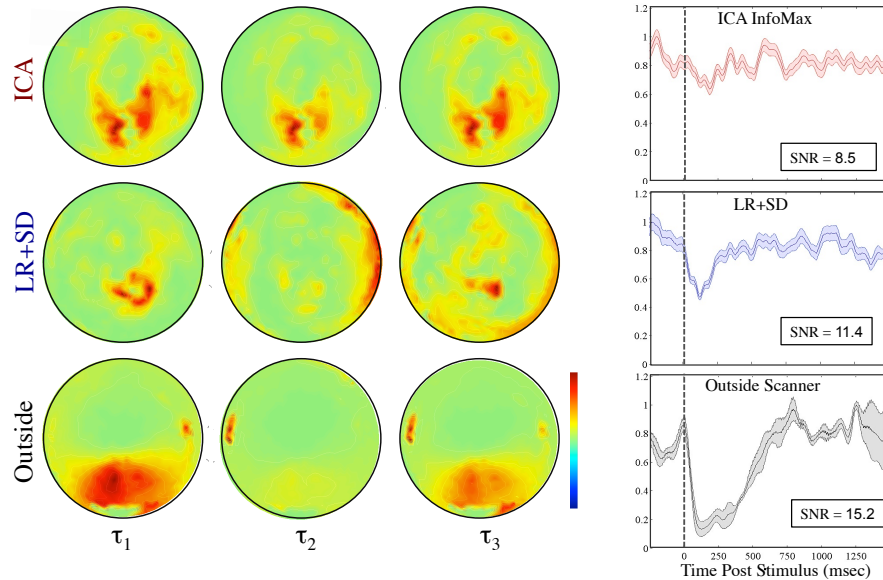 ICA
LR+SD
Outside
τ1
τ2
τ3
ICA InfoMax
1.2
1
0.8
0.6
0.4
0.2
0
SNR = 8.5
LR+SD
1.2
1
0.8
0.6
0.4
0.2
0
SNR = 11.4
Outside Scanner
1.2
1
0.8
0.6
0.4
0.2
0
SNR = 15.2
0 250 500 750 1000 1250
Time Post Stimulus (msec)